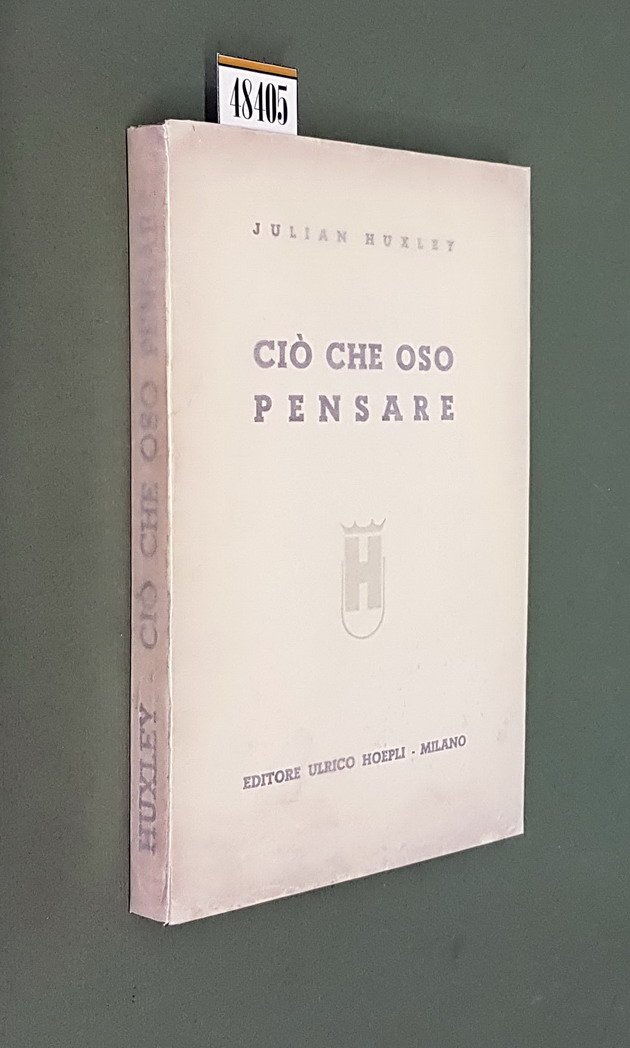 48405
JULIAN HUXLEY
CIÒ CHE OSO
PENSARE
H
EDITORE ULRICO HOEPLI - MILANO
HUXLEY - CIÒ CHE OSO PENSARE